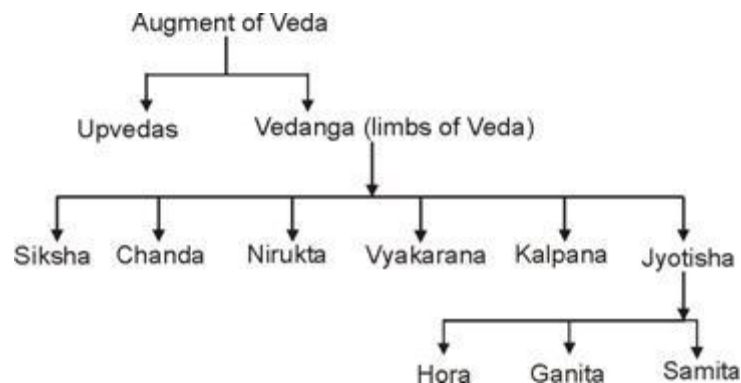 Augment of Veda
Upvedas
Vedanga (limbs of Veda)
Siksha
Chanda
Nirukta
Vyakarana
Kalpana
Jyotisha
Hora
Ganita
Samita